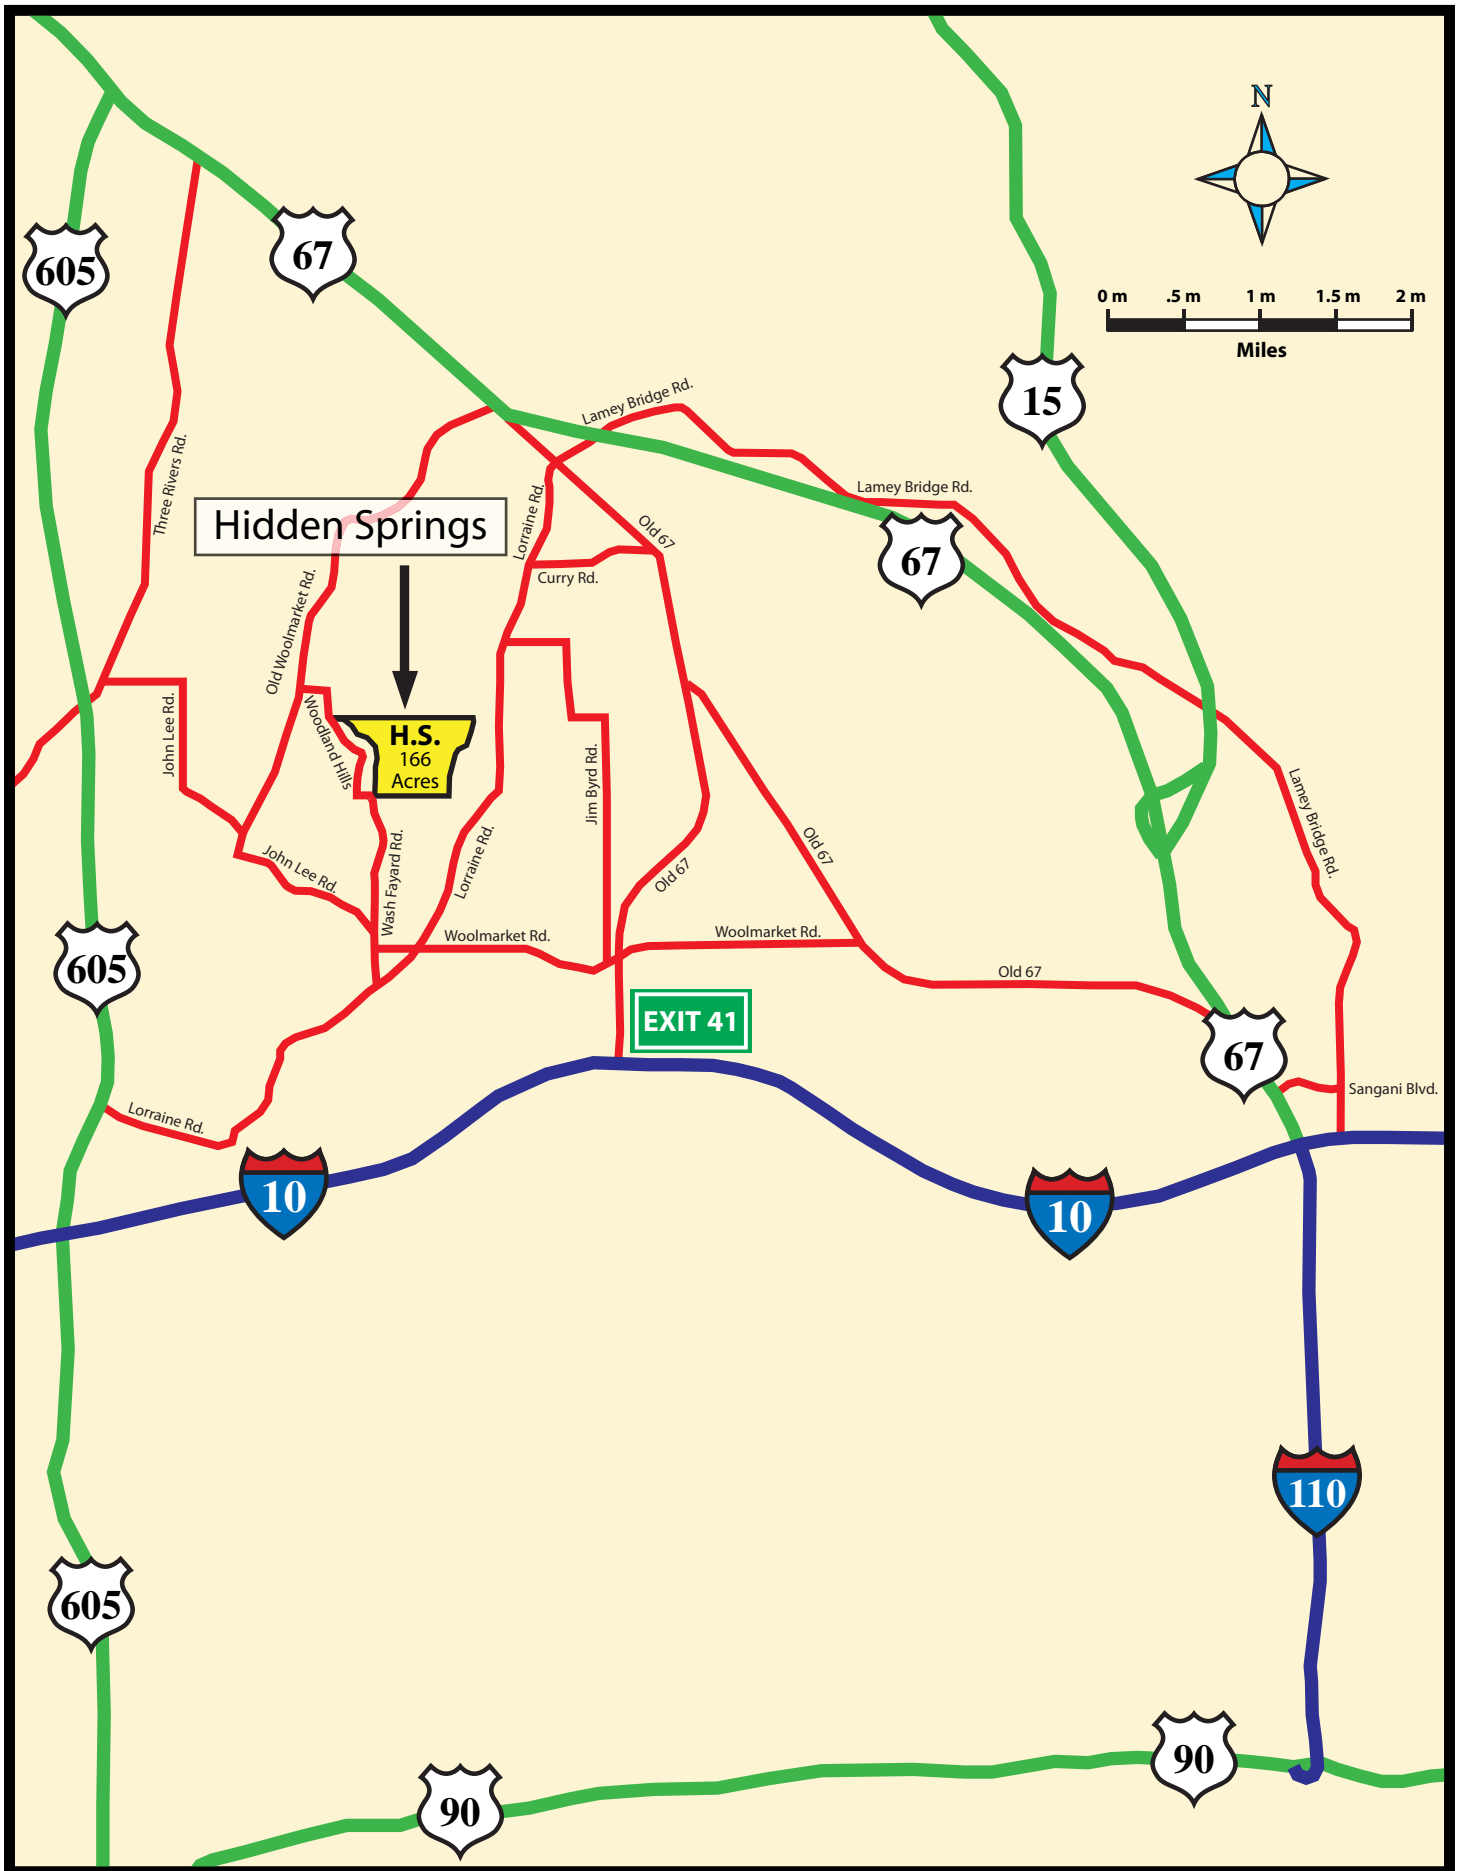 N
605
67
0 m .5 m 1 m 1.5 m 2 m
Miles
15
Lamey Bridge Rd.
Three Rivers Rd.
Lamey Bridge Rd.
Hidden Springs
Lorraine Rd.
Old 67
67
Curry Rd.
Old Woolmarket Rd.
John Lee Rd.
Woodland Hills
H.S.
166
Acres
Jim Byrd Rd.
Lamey Bridge Rd.
John Lee Rd.
Wash Fayard Rd.
Lorraine Rd.
Old 67
Old 67
Woolmarket Rd.
Woolmarket Rd.
605
Old 67
EXIT 41
67
Sangani Blvd.
Lorraine Rd.
10
10
110
605
90
90